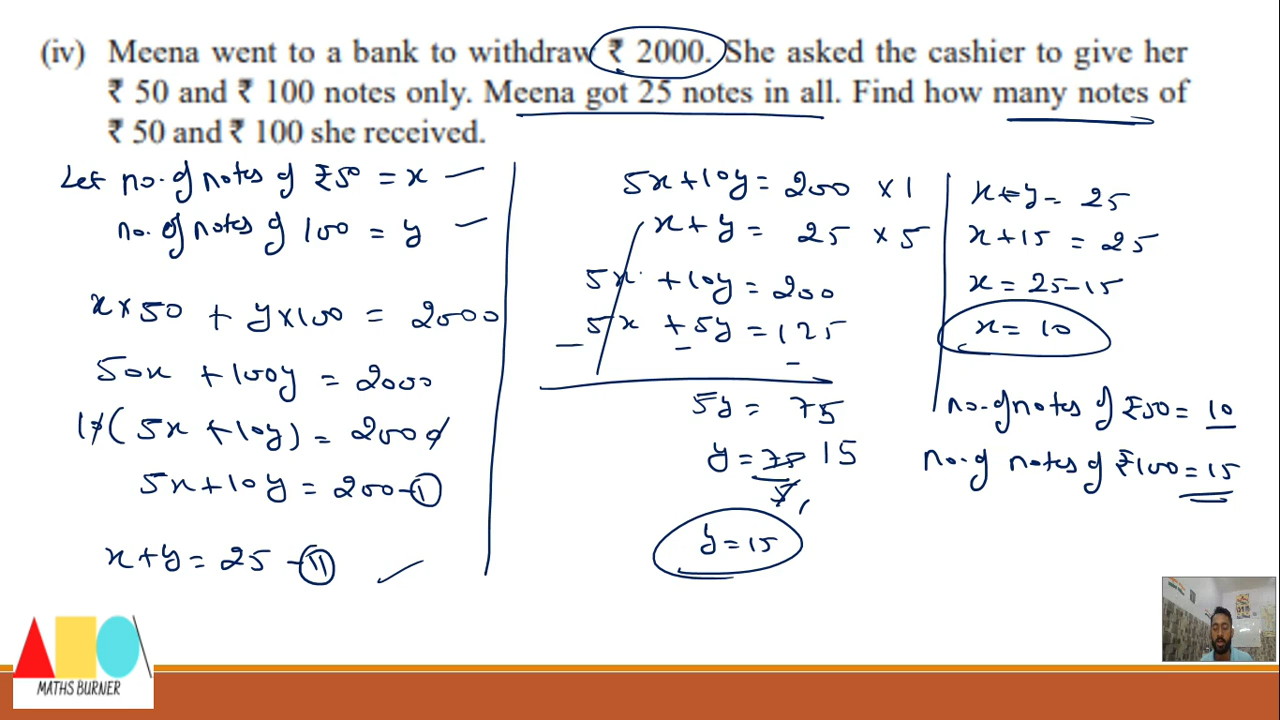 (iv) Meena went to a bank to withdraw ₹ 2000. She asked the cashier to give her
₹ 50 and ₹ 100 notes only. Meena got 25 notes in all. Find how many notes of
₹ 50 and ₹ 100 she received.
Let no. of notes of ₹50 = x
no. of notes of 100 = y
x×50 + y×100 = 2000
50x + 100y = 2000
10(5x + 10y) = 2000
5x+10y = 200 - I
x+y = 25 - II
5x+10y = 200 ×1
x+y = 25 ×5
5x + 10y = 200
5x + 5y = 125
- - -
5y = 75
y = 75 15
5 1
y = 15
x+y = 25
x+15 = 25
x = 25-15
x = 10
no. of notes of ₹50 = 10
no. of notes of ₹100 = 15
MATHS BURNER